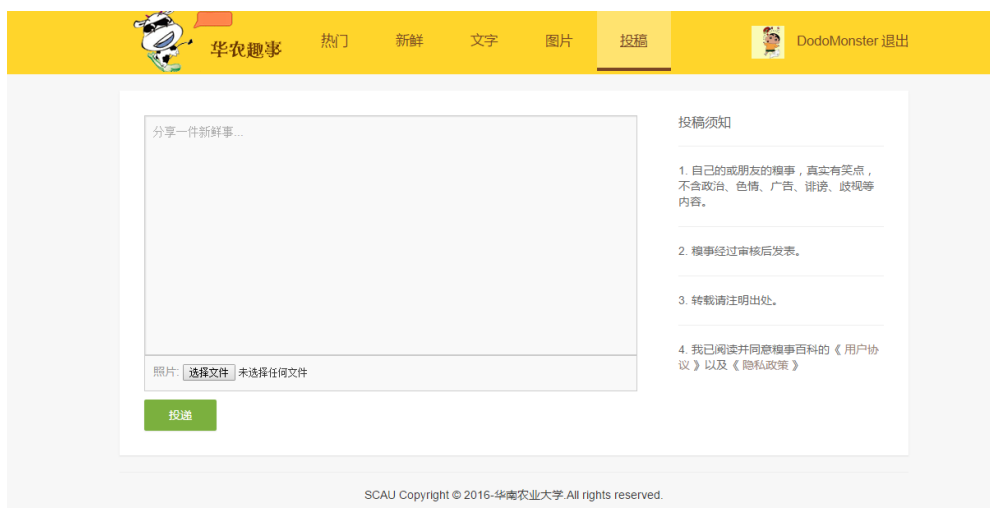 华农趣事
热门
新鲜
文字
图片
投稿
DodoMonster 退出
分享一件新鲜事...
照片: 选择文件 未选择任何文件
投递
投稿须知
1. 自己的或朋友的糗事，真实有笑点，
不含政治、色情、广告、诽谤、歧视等
内容。
2. 糗事经过审核后发表。
3. 转载请注明出处。
4. 我已阅读并同意糗事百科的《 用户协
议 》以及《 隐私政策 》
SCAU Copyright © 2016-华南农业大学.All rights reserved.